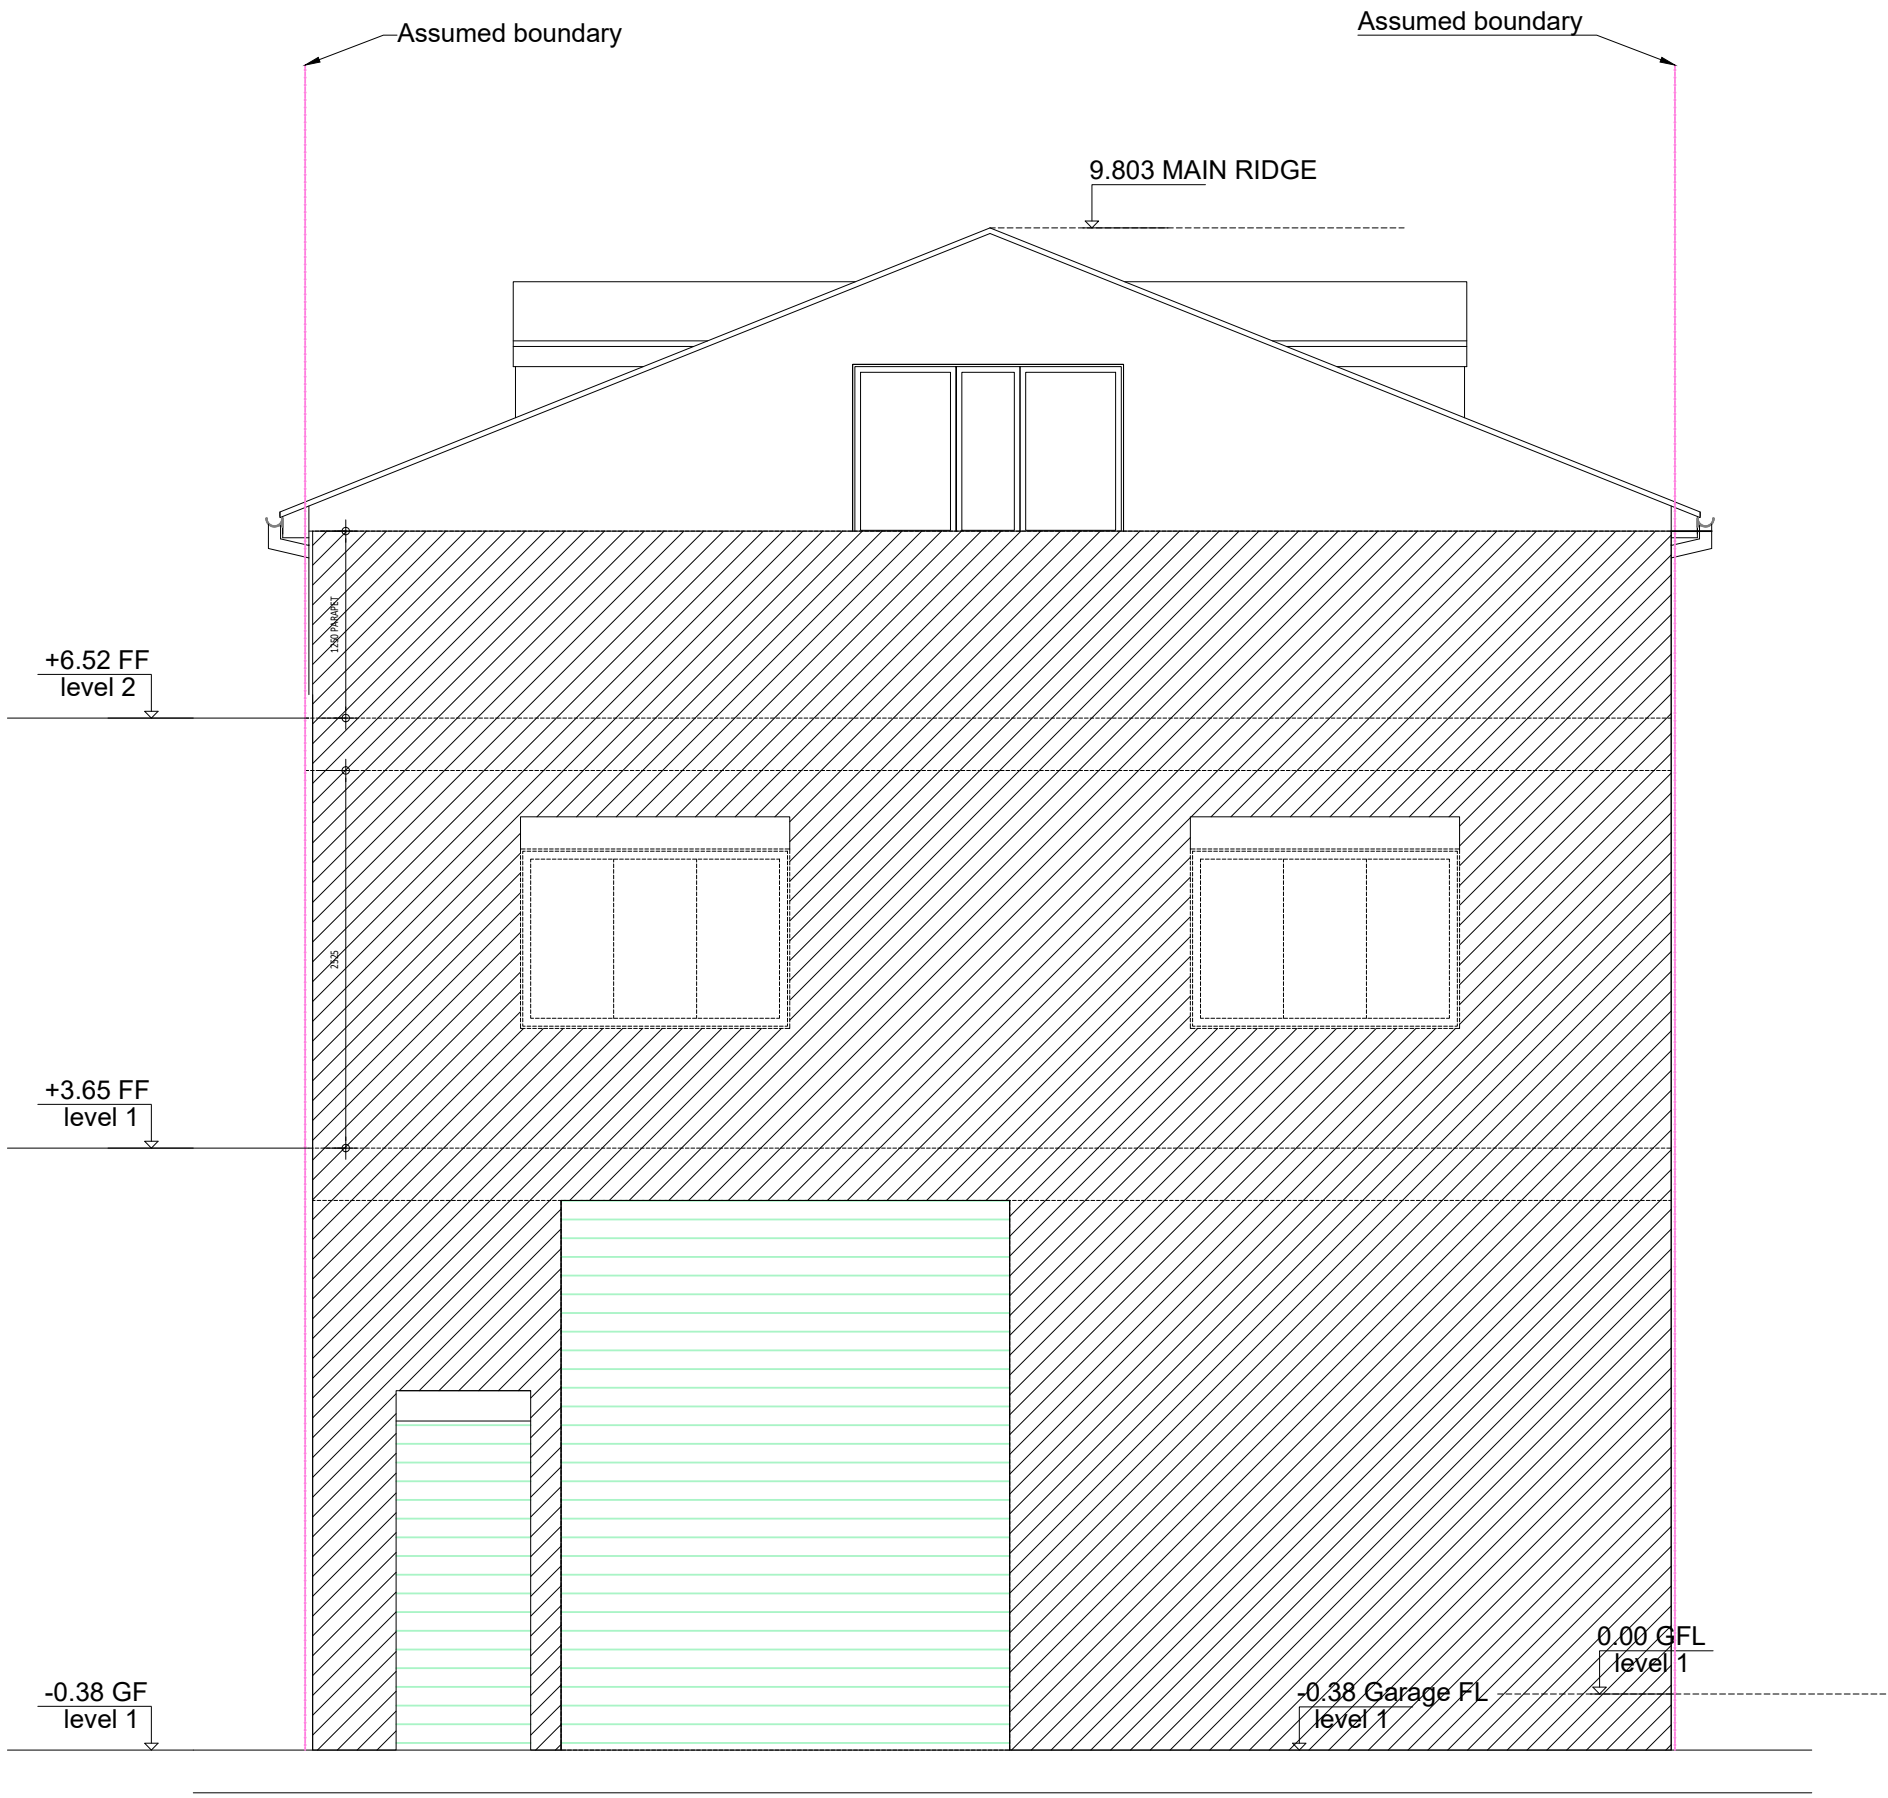 Assumed boundary
Assumed boundary
9.803 MAIN RIDGE
1250 PARAPET
+6.52 FF
level 2
2525
+3.65 FF
level 1
0.00 GFL
level 1
-0.38 GF
level 1
-0.38 Garage FL
level 1